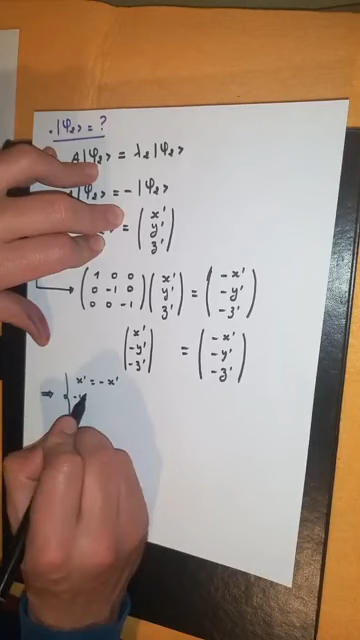 • |φ₂> = ?
A|φ₂> = λ₂|φ₂>
|φ₂> = -|φ₂>
= ( x' y' z' )
( 1 0 0 0 -1 0 0 0 -1 ) ( x' y' z' ) = ( -x' -y' -z' )
( x' -y' -z' ) = ( -x' -y' -z' )
⇒ x' = -x'
-y